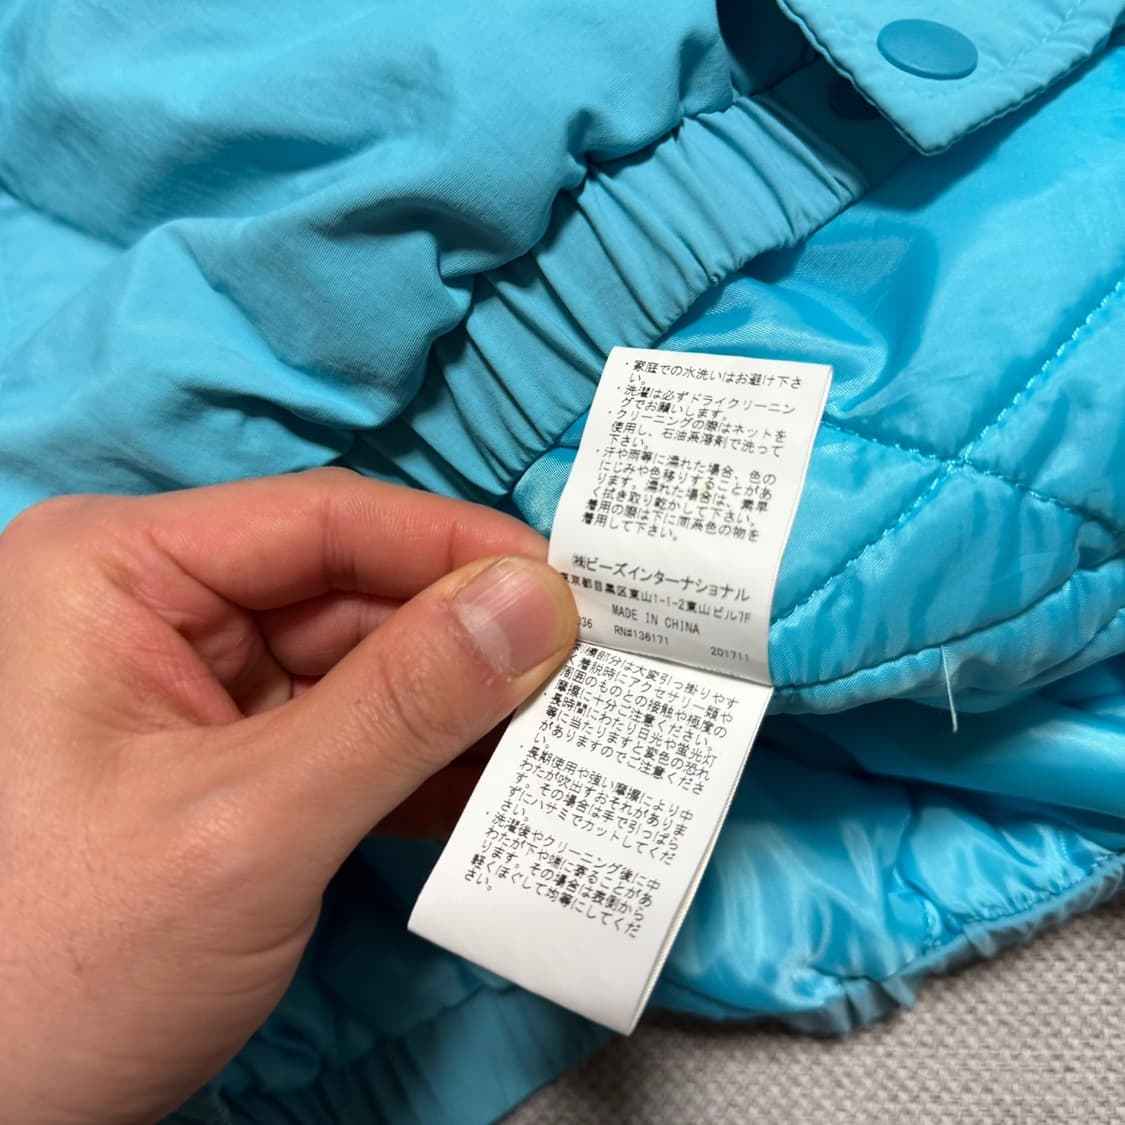 ・家庭での水洗いはお避け下さ
い。
・洗濯は必ずドライクリーニン
グでお願いします。
・クリーニングの際はネットを
使用し、石油系溶剤で洗って
下さい。
・汗や雨等に濡れた場合、色の
にじみや色移りすることがあ
ります。濡れた場合は、素早
く拭き取り乾かして下さい。
着用の際は下に同系色の物を
着用して下さい。
㈱ビーズインターナショナル
東京都目黒区東山1-1-2東山ビル7F
MADE IN CHINA
036 RN#136171 201711
部分は大変引っ掛りやす
く着脱時にアクセサリー類や
周囲のものとの接触や極度の
摩擦に十分ご注意ください。
・長時間にわたり日光や蛍光灯
等に当たりますと変色の恐れ
がありますのでご注意くださ
い。
・長期使用や強い摩擦により中
わたが吹出すおそれがありま
す。その場合は手で引っぱら
ずにハサミでカットしてくだ
さい。
・洗濯後やクリーニング後に中
わたが下や端に寄ることがあ
ります。その場合は表側から
軽くほぐして均等にしてくだ
さい。